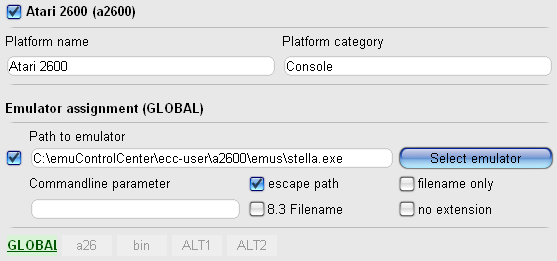 Atari 2600 (a2600)
Platform name Platform category
Atari 2600 Console
Emulator assignment (GLOBAL)
Path to emulator
C:\emuControlCenter\ecc-user\a2600\emus\stella.exe Select emulator
Commandline parameter escape path filename only
8.3 Filename no extension
GLOBAL a26 bin ALT1 ALT2